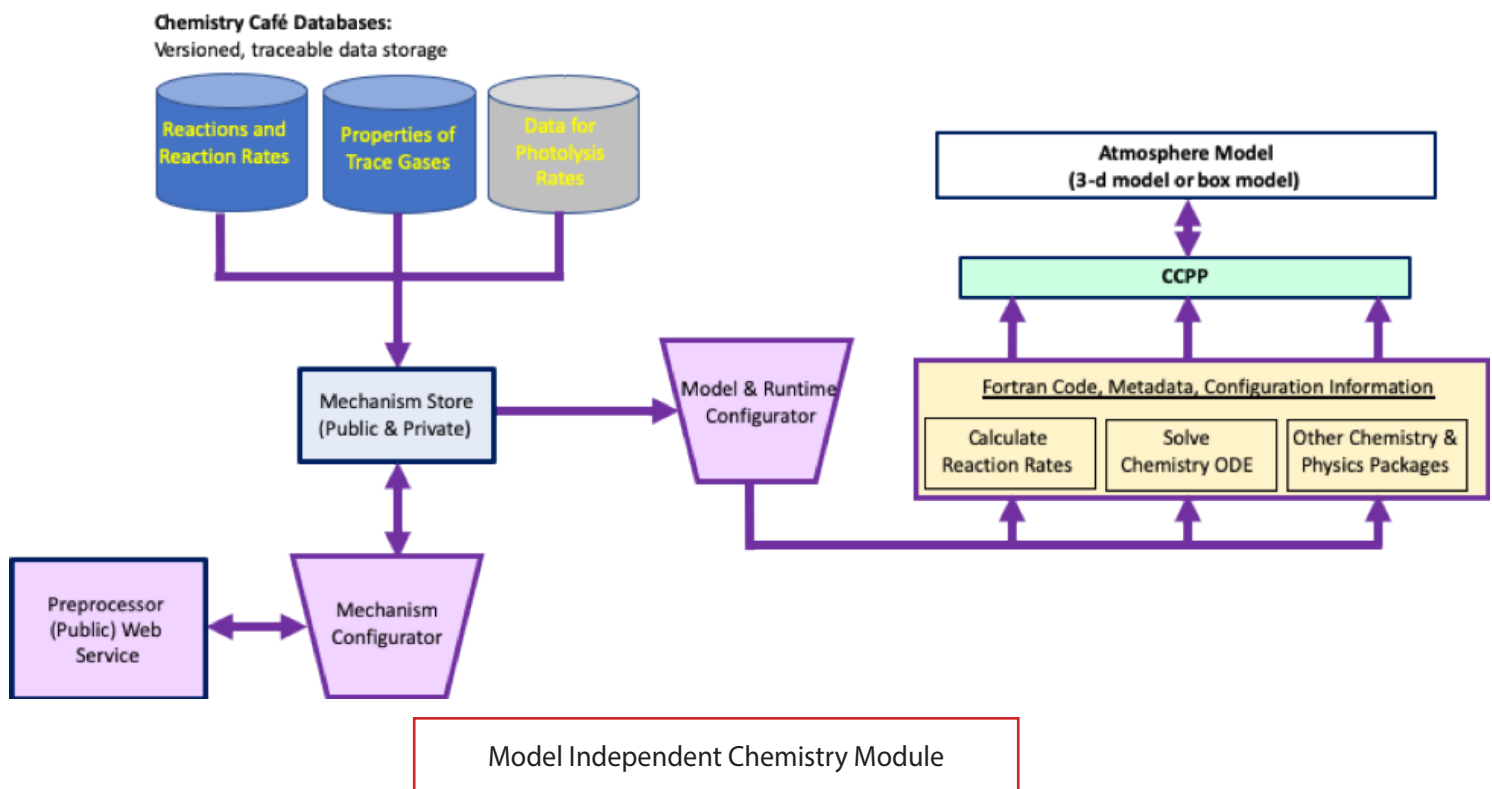 Chemistry Café Databases:
Versioned, traceable data storage
Reactions and
Reaction Rates
Properties of
Trace Gases
Data for
Photolysis
Rates
Atmosphere Model
(3-d model or box model)
CCPP
Fortran Code, Metadata, Configuration Information
Calculate
Reaction Rates
Solve
Chemistry ODE
Other Chemistry &
Physics Packages
Mechanism Store
(Public & Private)
Model & Runtime
Configurator
Preprocessor
(Public) Web
Service
Mechanism
Configurator
Model Independent Chemistry Module